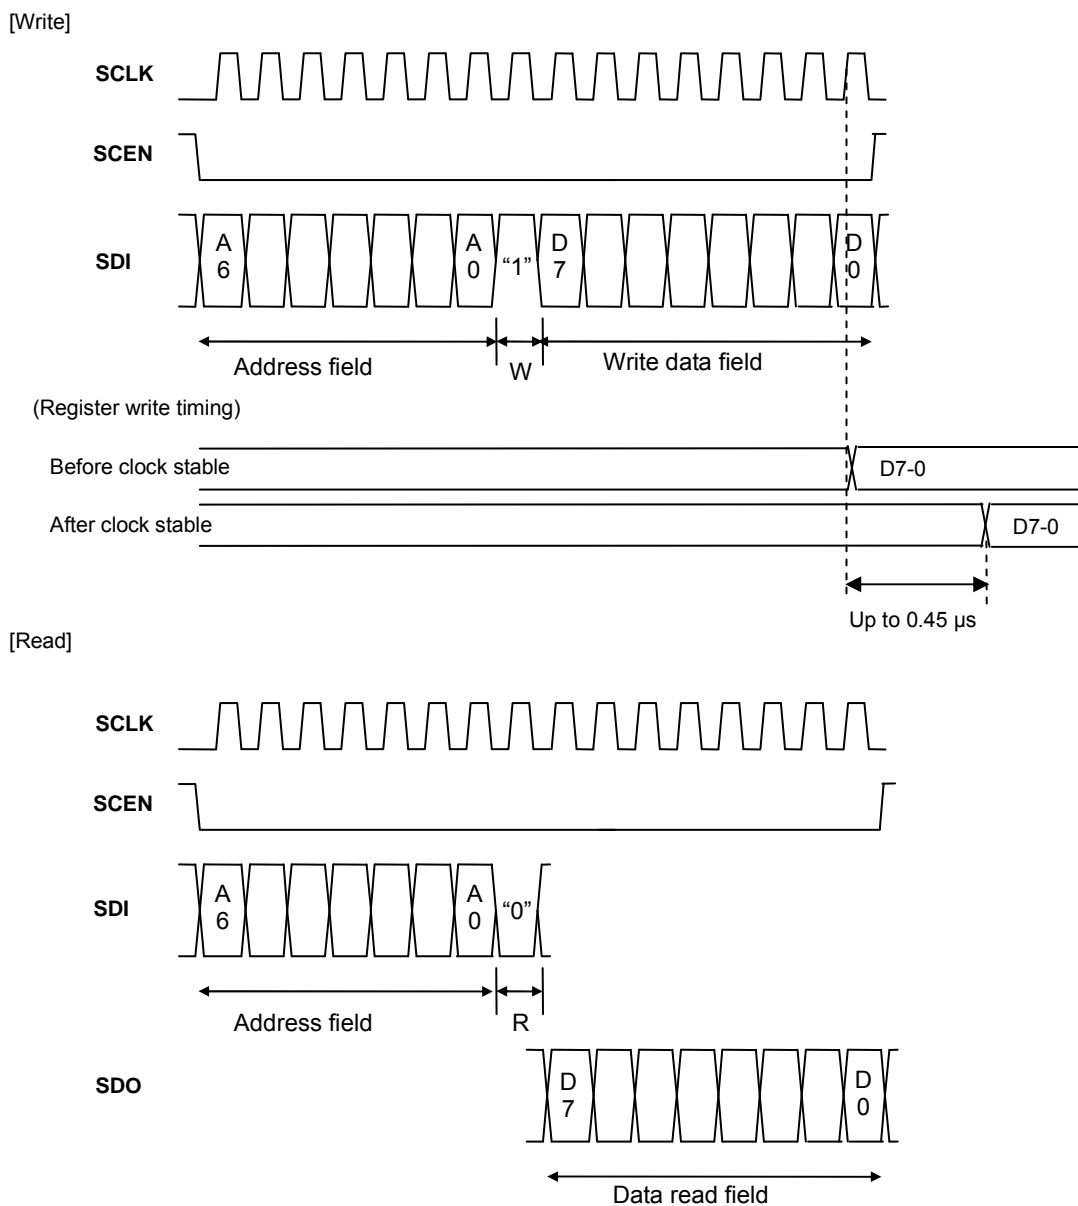 [Write]
SCLK
SCEN
SDI
A
6
A
0
“1”
D
7
D
0
Address field
W
Write data field
(Register write timing)
Before clock stable
D7-0
After clock stable
D7-0
Up to 0.45 µs
[Read]
SCLK
SCEN
SDI
A
6
A
0
“0”
Address field
R
SDO
D
7
D
0
Data read field